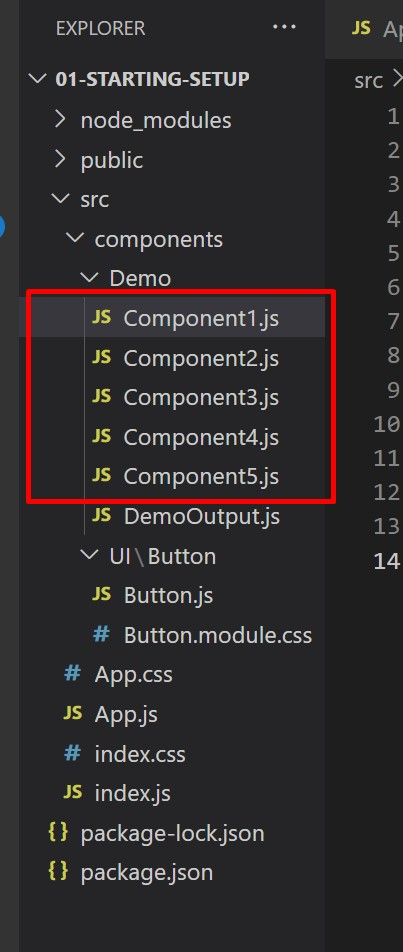 EXPLORER ...
JS Ap
01-STARTING-SETUP
src
node_modules
public
src
components
Demo
JS Component1.js
JS Component2.js
JS Component3.js
JS Component4.js
JS Component5.js
JS DemoOutput.js
UI\Button
JS Button.js
# Button.module.css
# App.css
JS App.js
# index.css
JS index.js
{} package-lock.json
{} package.json
1
2
3
4
5
6
7
8
9
10
11
12
13
14